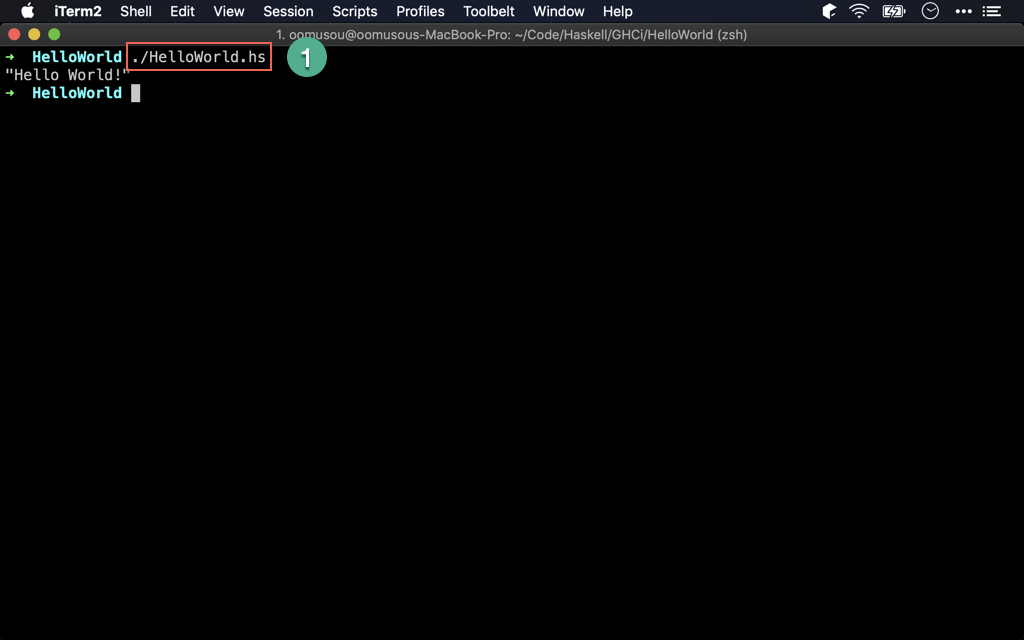 iTerm2 Shell Edit View Session Scripts Profiles Toolbelt Window Help
1. oomusou@oomusous-MacBook-Pro: ~/Code/Haskell/GHCi/HelloWorld (zsh)
➜ HelloWorld ./HelloWorld.hs 1
"Hello World!"
➜ HelloWorld